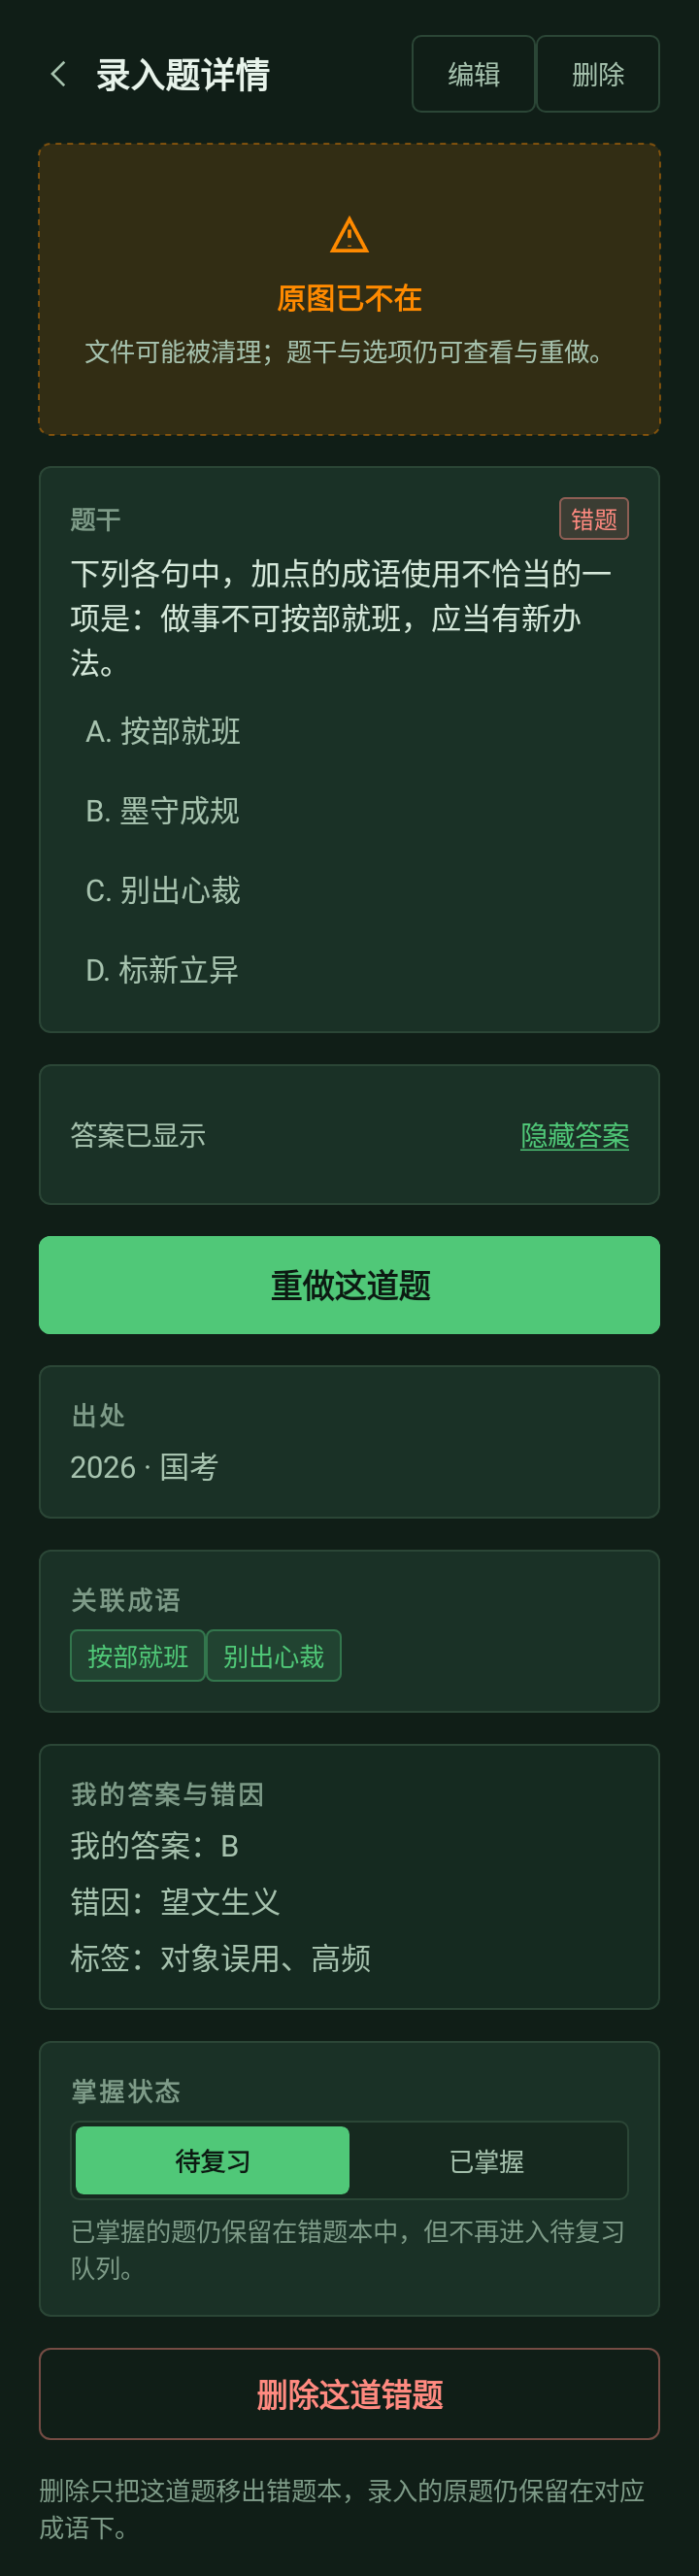 录入题详情
编辑
删除
原图已不在
文件可能被清理；题干与选项仍可查看与重做。
题干
错题
下列各句中，加点的成语使用不恰当的一
项是：做事不可按部就班，应当有新办
法。
A. 按部就班
B. 墨守成规
C. 别出心裁
D. 标新立异
答案已显示
隐藏答案
重做这道题
出处
2026 · 国考
关联成语
按部就班
别出心裁
我的答案与错因
我的答案：B
错因：望文生义
标签：对象误用、高频
掌握状态
待复习
已掌握
已掌握的题仍保留在错题本中，但不再进入待复习
队列。
删除这道错题
删除只把这道题移出错题本，录入的原题仍保留在对应
成语下。